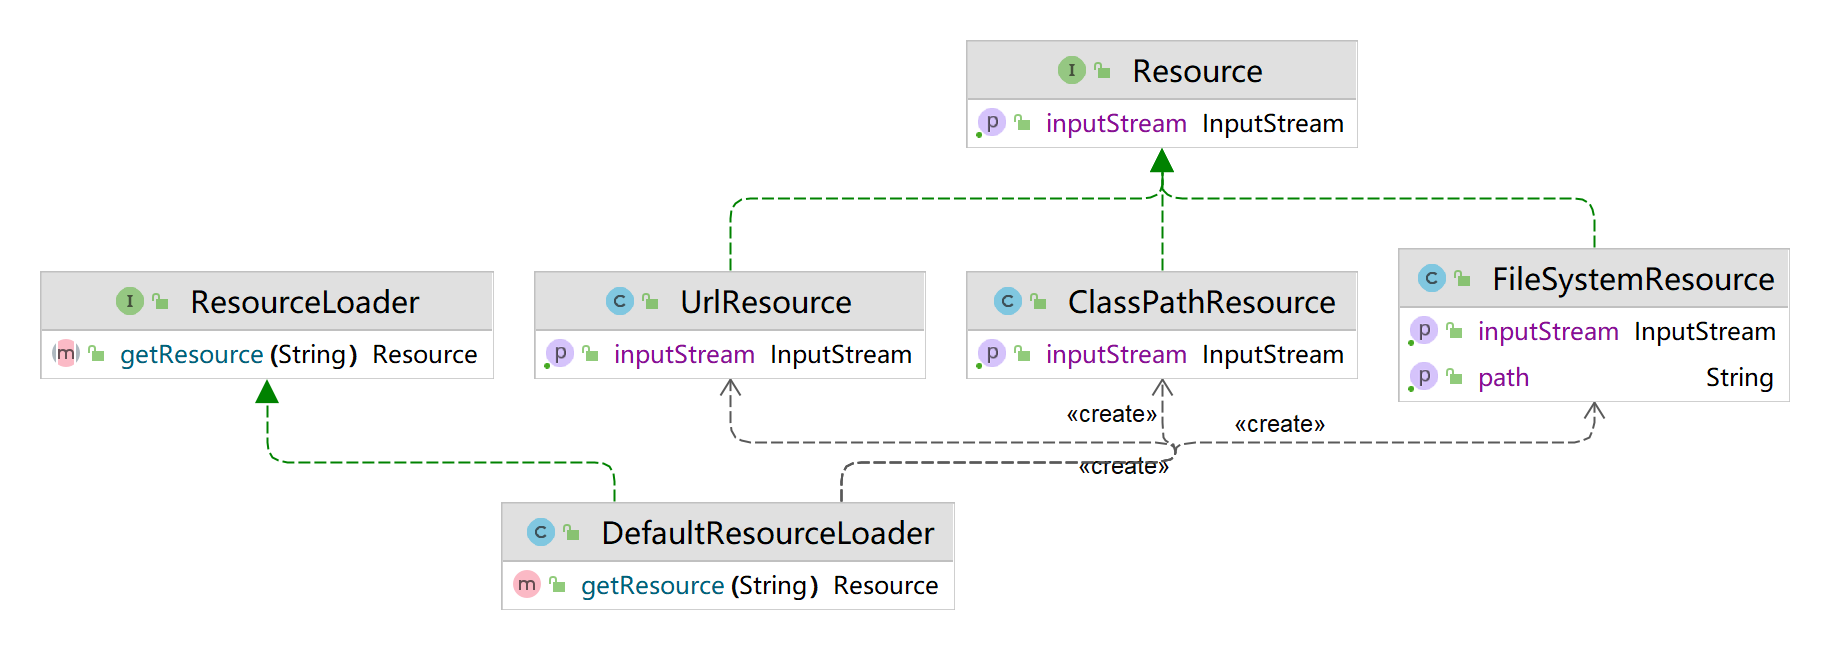 I Resource
p inputStream InputStream
I ResourceLoader
m getResource(String) Resource
C UrlResource
p inputStream InputStream
C ClassPathResource
p inputStream InputStream
C FileSystemResource
p inputStream InputStream
p path String
«create»
«create»
«create»
C DefaultResourceLoader
m getResource(String) Resource